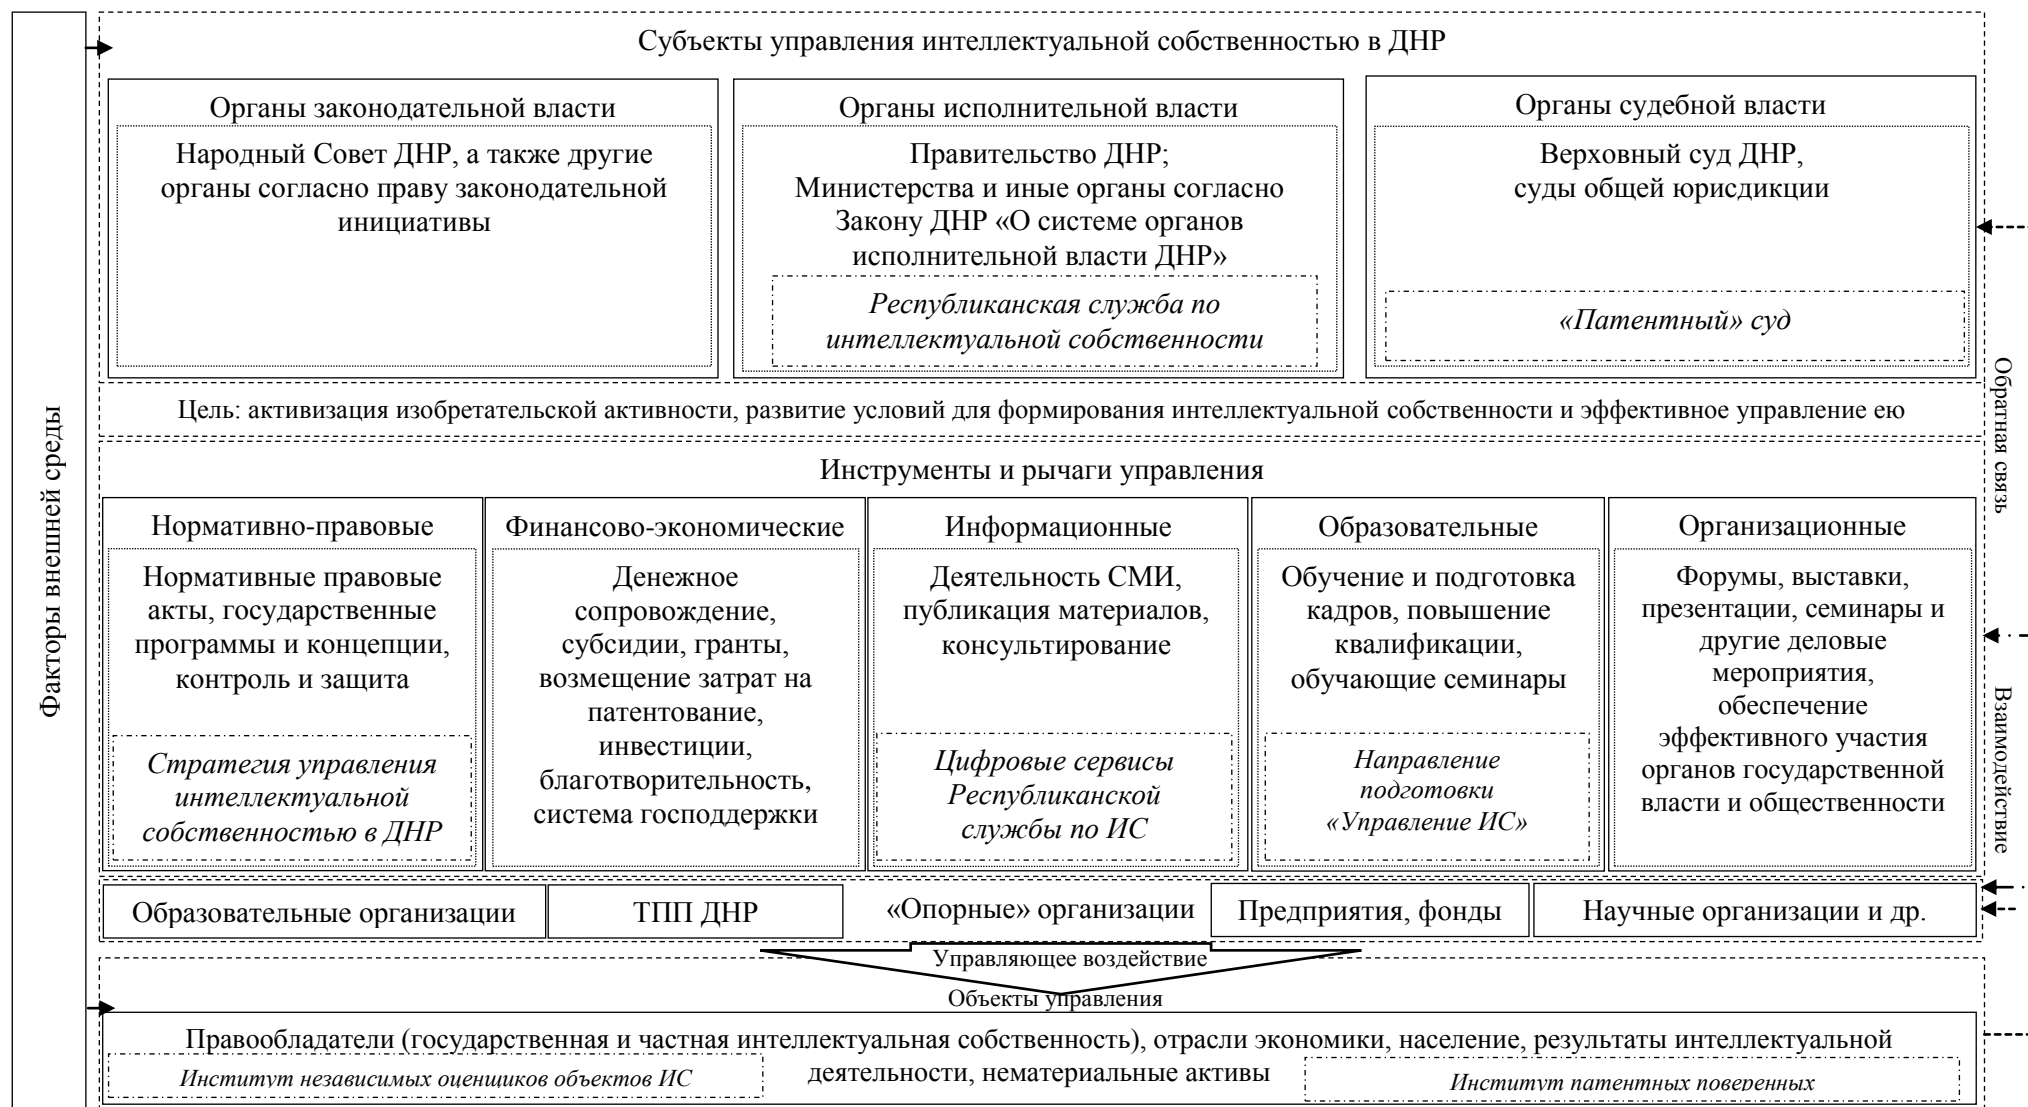 Факторы внешней среды
Субъекты управления интеллектуальной собственностью в ДНР
Органы законодательной власти
Народный Совет ДНР, а также другие
органы согласно праву законодательной
инициативы
Органы исполнительной власти
Правительство ДНР;
Министерства и иные органы согласно
Закону ДНР «О системе органов
исполнительной власти ДНР»
Республиканская служба по
интеллектуальной собственности
Органы судебной власти
Верховный суд ДНР,
суды общей юрисдикции
«Патентный» суд
Цель: активизация изобретательской активности, развитие условий для формирования интеллектуальной собственности и эффективное управление ею
Инструменты и рычаги управления
Нормативно-правовые
Нормативные правовые
акты, государственные
программы и концепции,
контроль и защита
Стратегия управления
интеллектуальной
собственностью в ДНР
Финансово-экономические
Денежное
сопровождение,
субсидии, гранты,
возмещение затрат на
патентование,
инвестиции,
благотворительность,
система господдержки
Информационные
Деятельность СМИ,
публикация материалов,
консультирование
Цифровые сервисы
Республиканской
службы по ИС
Образовательные
Обучение и подготовка
кадров, повышение
квалификации,
обучающие семинары
Направление
подготовки
«Управление ИС»
Организационные
Форумы, выставки,
презентации, семинары и
другие деловые
мероприятия,
обеспечение
эффективного участия
органов государственной
власти и общественности
Образовательные организации
ТПП ДНР
«Опорные» организации
Предприятия, фонды
Научные организации и др.
Управляющее воздействие
Объекты управления
Правообладатели (государственная и частная интеллектуальная собственность), отрасли экономики, население, результаты интеллектуальной
деятельности, нематериальные активы
Институт независимых оценщиков объектов ИС
Институт патентных поверенных
Обратная связь
Взаимодействие